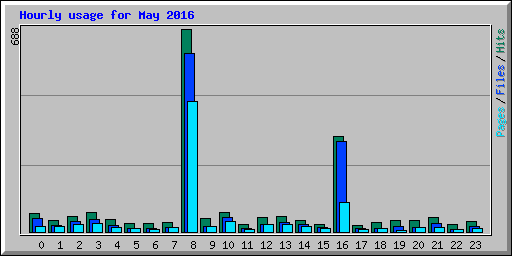 Hourly usage for May 2016
688
Pages / Files / Hits
0 1 2 3 4 5 6 7 8 9 10 11 12 13 14 15 16 17 18 19 20 21 22 23